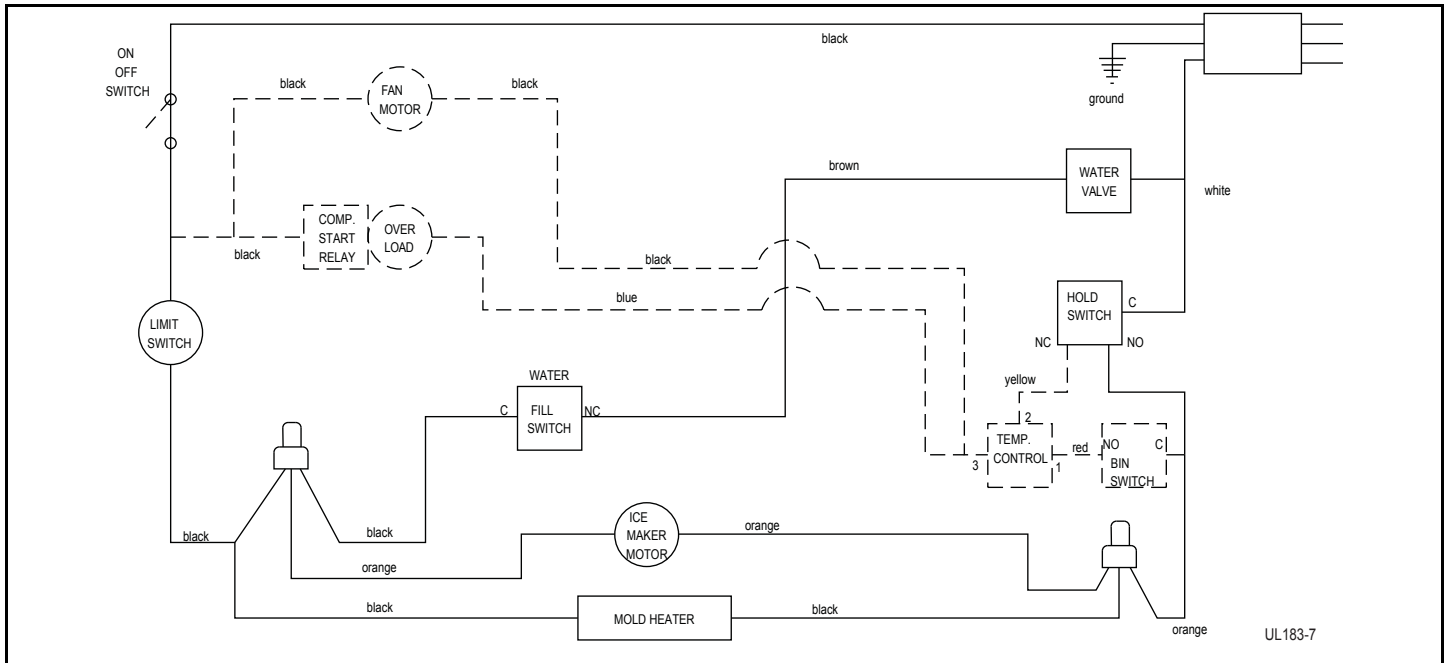 black
ON
OFF
SWITCH
ground
black
FAN
MOTOR
black
brown
WATER
VALVE
white
COMP.
START
RELAY
OVER
LOAD
black
black
blue
HOLD
SWITCH
C
NC
NO
LIMIT
SWITCH
WATER
C
FILL
SWITCH
NC
yellow
2
TEMP.
CONTROL
3
1
red
NO
C
BIN
SWITCH
black
black
ICE
MAKER
MOTOR
orange
orange
black
MOLD HEATER
black
orange
UL183-7